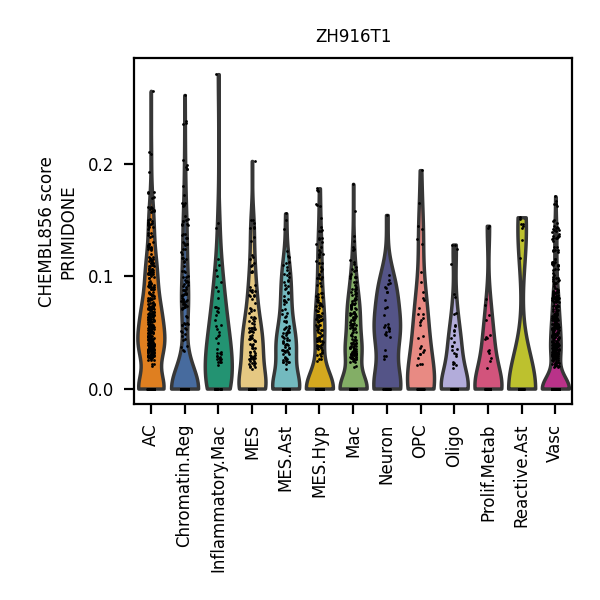 ZH916T1
CHEMBL856 score
PRIMIDONE
0.2
0.1
0.0
AC
Chromatin.Reg
Inflammatory.Mac
MES
MES.Ast
MES.Hyp
Mac
Neuron
OPC
Oligo
Prolif.Metab
Reactive.Ast
Vasc